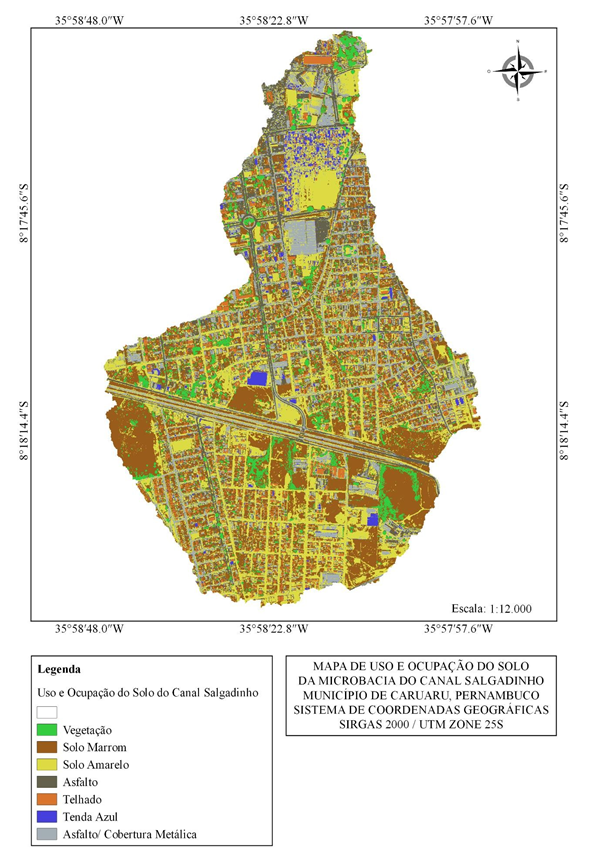 35°58'48.0"W 35°58'22.8"W 35°57'57.6"W
N
O E
S
8°17'45.6"S 8°17'45.6"S
8°18'14.4"S 8°18'14.4"S
Escala: 1:12.000
35°58'48.0"W 35°58'22.8"W 35°57'57.6"W
Legenda
Uso e Ocupação do Solo do Canal Salgadinho
Vegetação
Solo Marrom
Solo Amarelo
Asfalto
Telhado
Tenda Azul
Asfalto/ Cobertura Metálica
MAPA DE USO E OCUPAÇÃO DO SOLO
DA MICROBACIA DO CANAL SALGADINHO
MUNICÍPIO DE CARUARU, PERNAMBUCO
SISTEMA DE COORDENADAS GEOGRÁFICAS
SIRGAS 2000 / UTM ZONE 25S